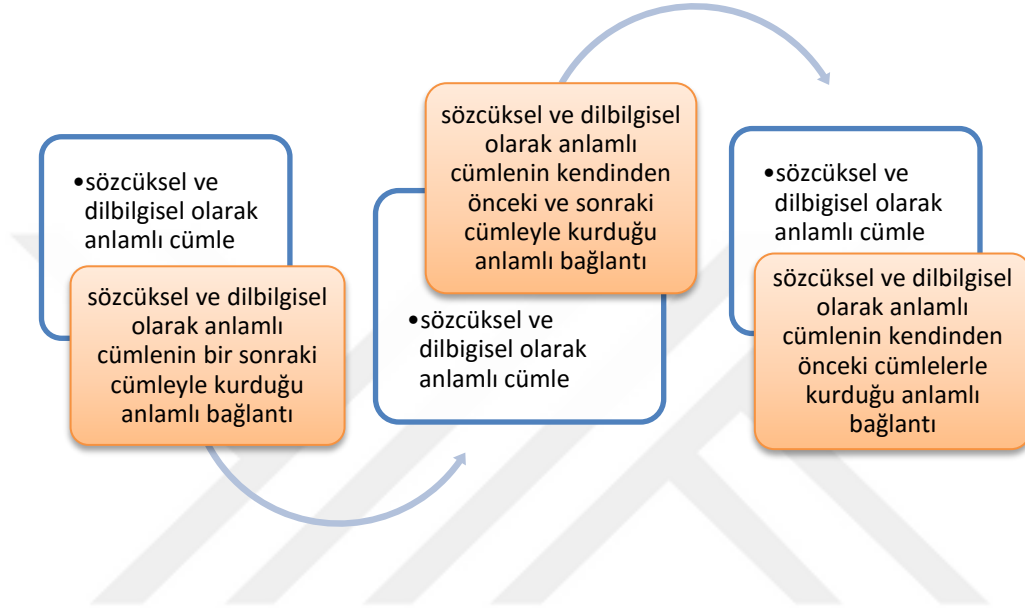 •sözcüksel ve
dilbilgisel olarak
anlamlı cümle
sözcüksel ve dilbilgisel
olarak anlamlı
cümlenin bir sonraki
cümleyle kurduğu
anlamlı bağlantı
sözcüksel ve dilbilgisel
olarak anlamlı
cümlenin kendinden
önceki ve sonraki
cümleyle kurduğu
anlamlı bağlantı
•sözcüksel ve
dilbigisel olarak
anlamlı cümle
•sözcüksel ve
dilbigisel olarak
anlamlı cümle
sözcüksel ve dilbilgisel
olarak anlamlı
cümlenin kendinden
önceki cümlelerle
kurduğu anlamlı
bağlantı